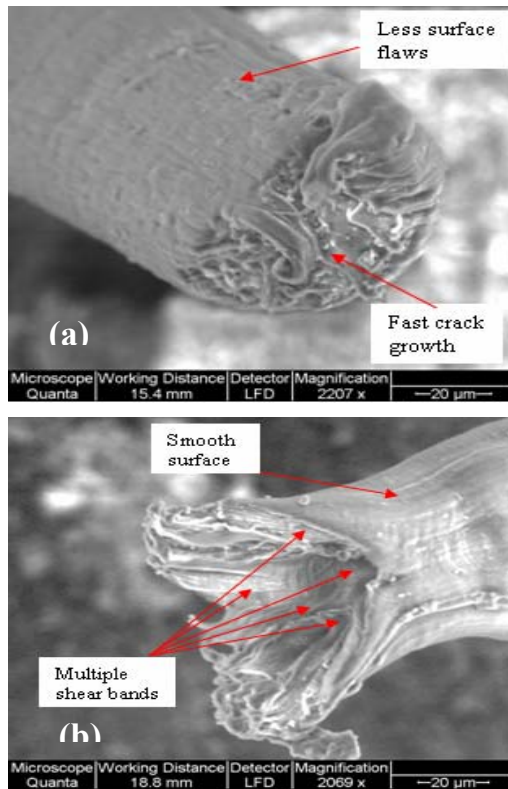 Less surface
flaws
Fast crack
growth
(a)
Microscope Working Distance Detector Magnification
Quanta 15.4 mm LFD 2207 x 20 µm
Smooth
surface
Multiple
shear bands
(b)
Microscope Working Distance Detector Magnification
Quanta 18.8 mm LFD 2069 x 20 µm